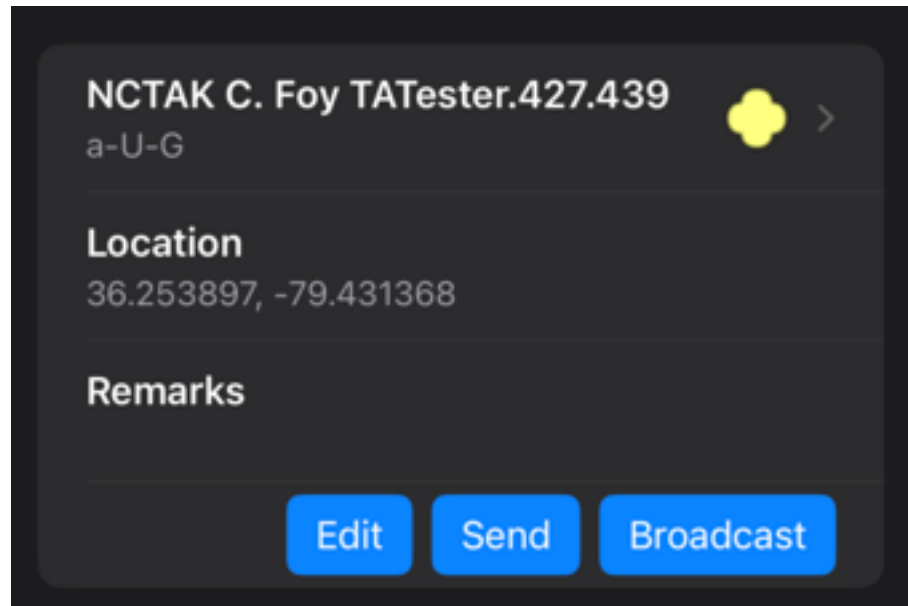 NCTAK C. Foy TATester.427.439
a-U-G
Location
36.253897, -79.431368
Remarks
Edit Send Broadcast